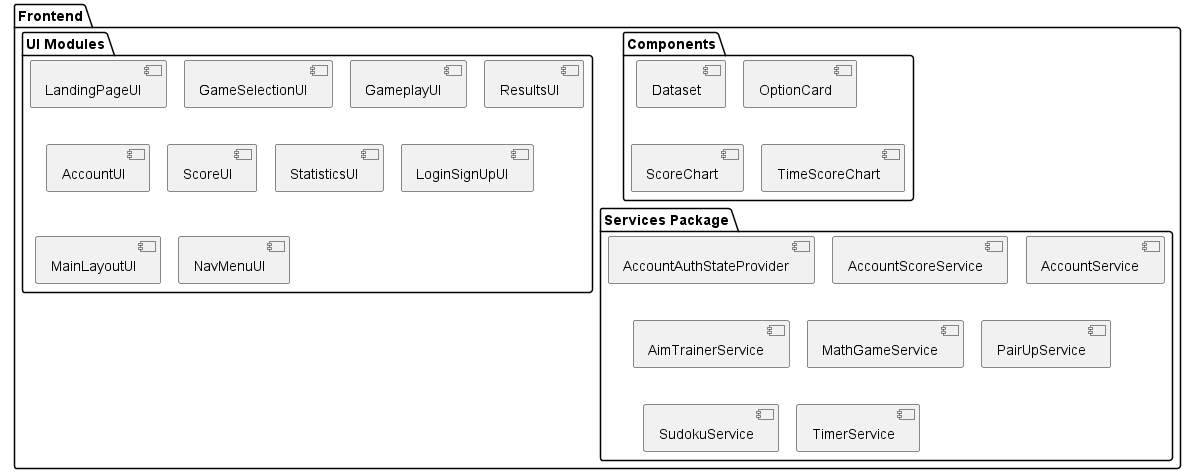 Frontend
UI Modules
LandingPageUI
GameSelectionUI
GameplayUI
ResultsUI
AccountUI
ScoreUI
StatisticsUI
LoginSignUpUI
MainLayoutUI
NavMenuUI
Components
Dataset
OptionCard
ScoreChart
TimeScoreChart
Services Package
AccountAuthStateProvider
AccountScoreService
AccountService
AimTrainerService
MathGameService
PairUpService
SudokuService
TimerService